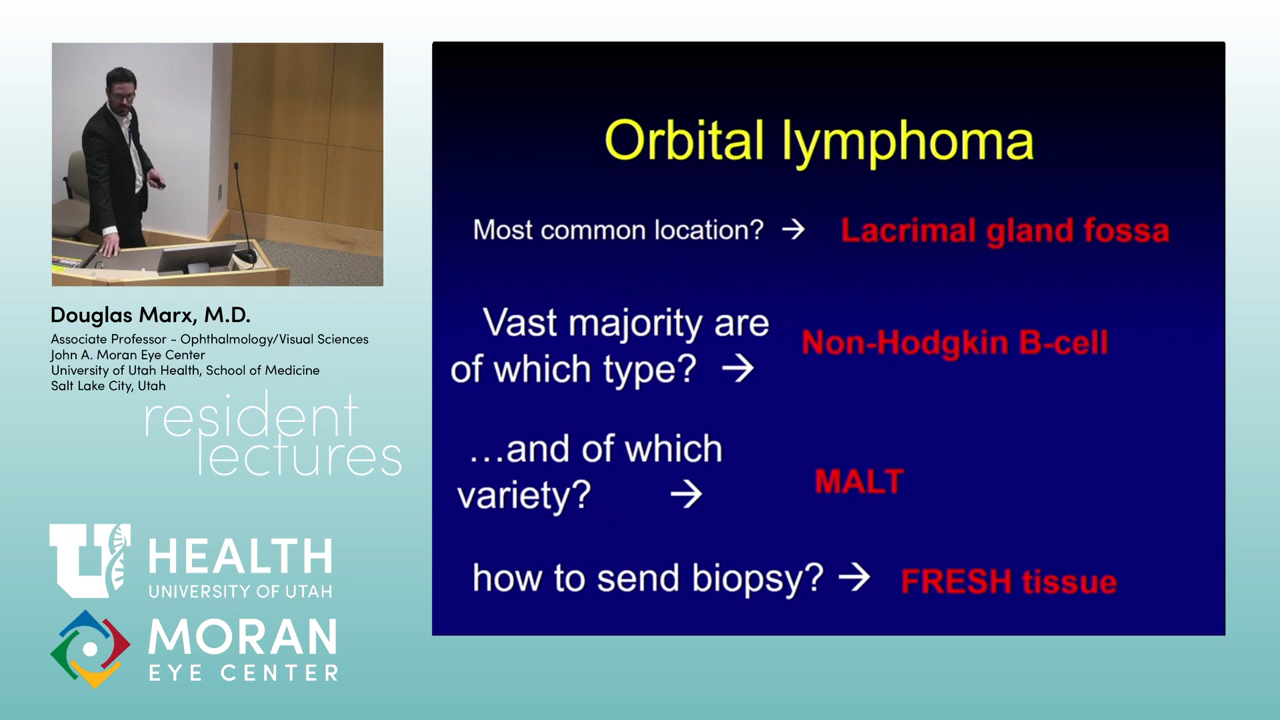 Douglas Marx, M.D.
Associate Professor - Ophthalmology/Visual Sciences
John A. Moran Eye Center
University of Utah Health, School of Medicine
Salt Lake City, Utah
resident
lectures
U HEALTH
UNIVERSITY OF UTAH
MORAN
EYE CENTER
Orbital lymphoma
Most common location? → Lacrimal gland fossa
Vast majority are
of which type? → Non-Hodgkin B-cell
…and of which
variety? → MALT
how to send biopsy? → FRESH tissue